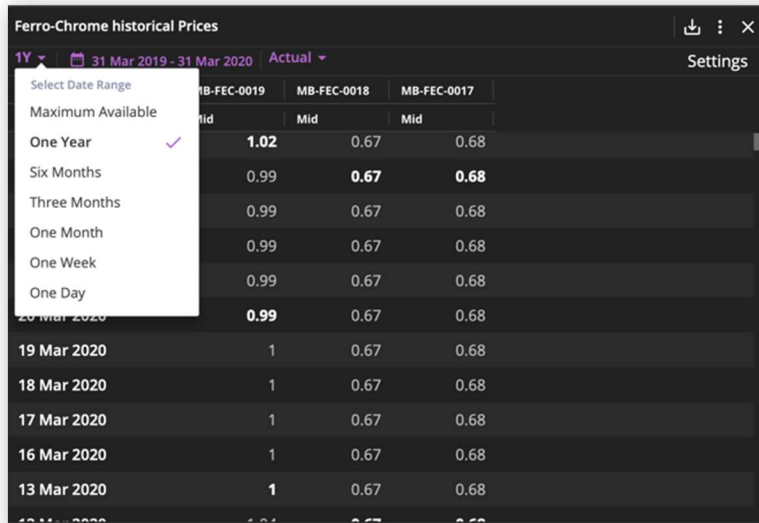 Ferro-Chrome historical Prices
1Y 31 Mar 2019 - 31 Mar 2020 Actual Settings
Select Date Range
Maximum Available
One Year
Six Months
Three Months
One Month
One Week
One Day
MB-FEC-0019 MB-FEC-0018 MB-FEC-0017
Mid Mid Mid
1.02 0.67 0.68
0.99 0.67 0.68
0.99 0.67 0.68
0.99 0.67 0.68
0.99 0.67 0.68
20 Mar 2020 0.99 0.67 0.68
19 Mar 2020 1 0.67 0.68
18 Mar 2020 1 0.67 0.68
17 Mar 2020 1 0.67 0.68
16 Mar 2020 1 0.67 0.68
13 Mar 2020 1 0.67 0.68